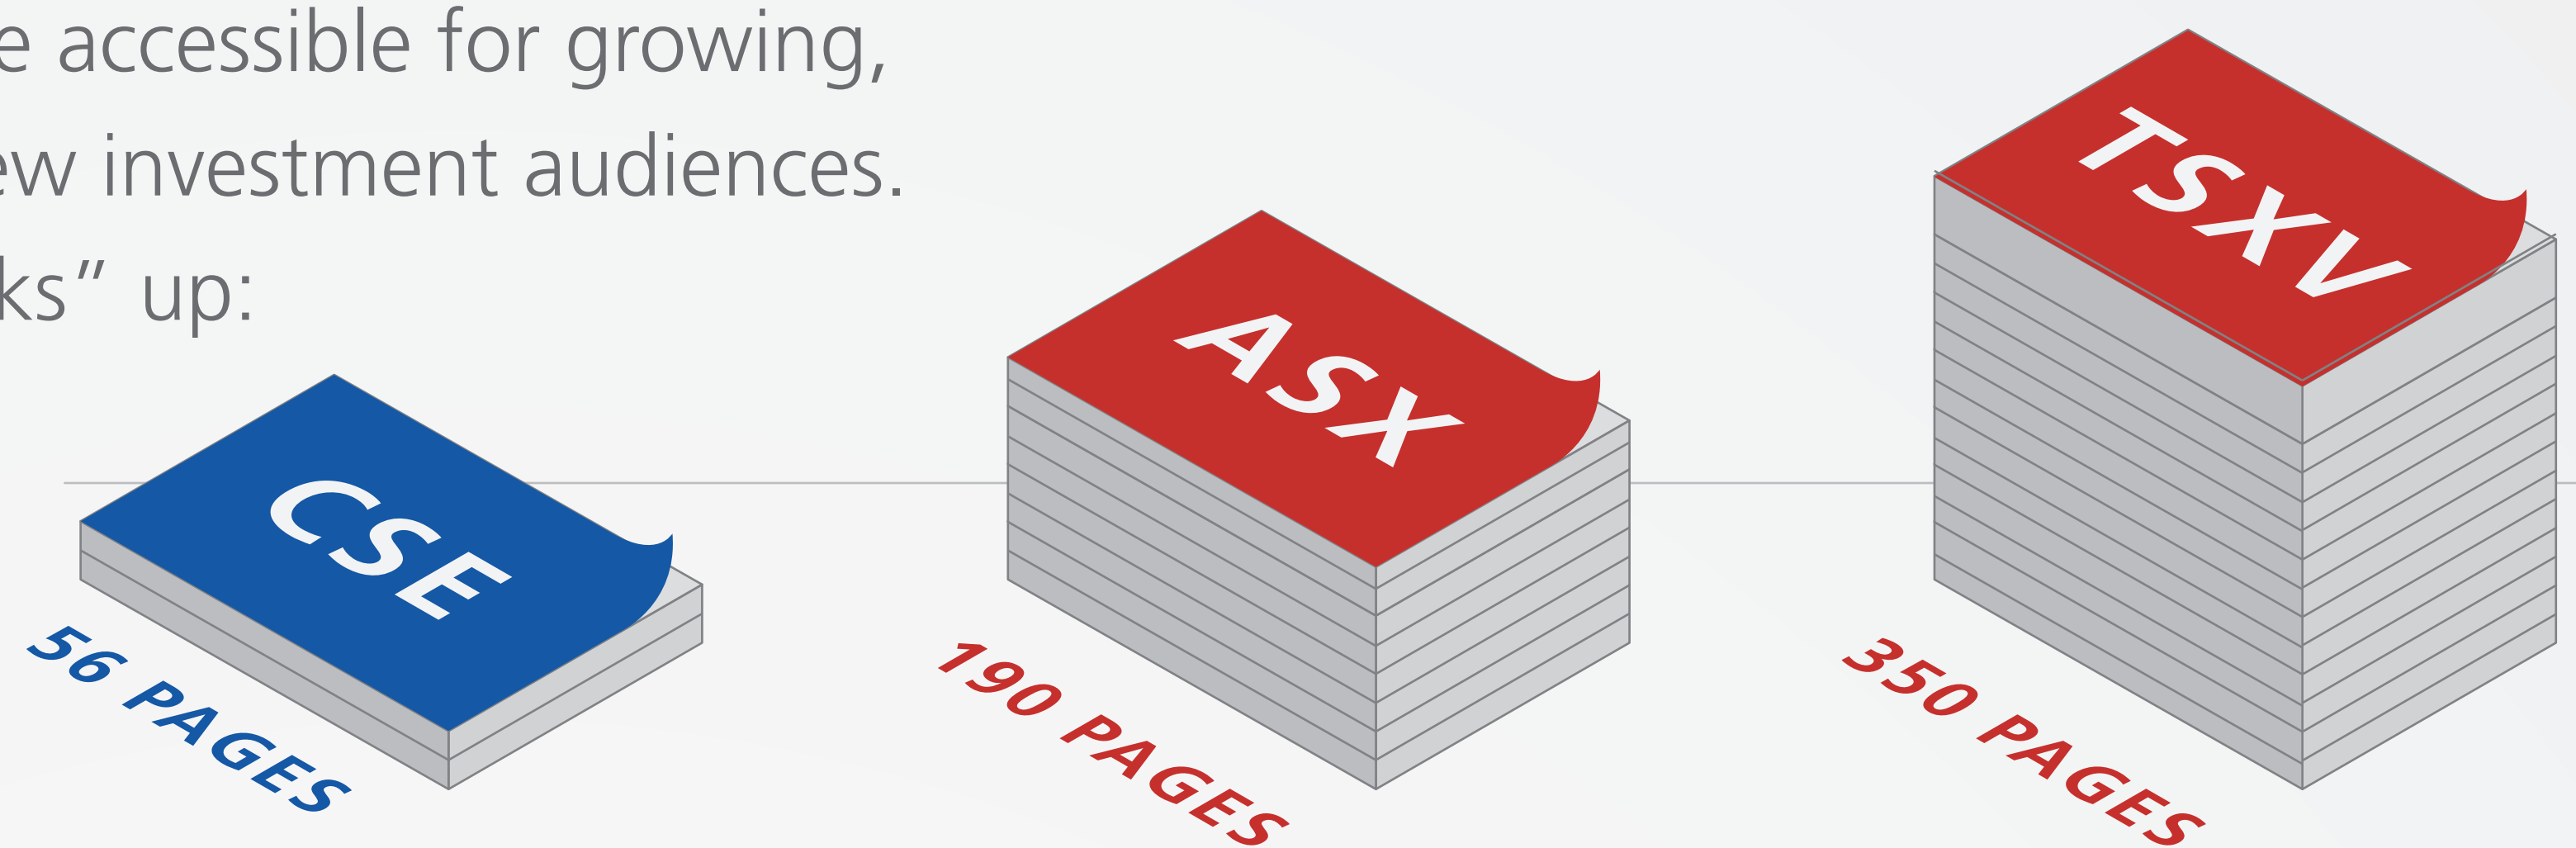 e accessible for growing,
ew investment audiences.
ks” up:
CSE
56 PAGES
ASX
190 PAGES
TSXV
350 PAGES